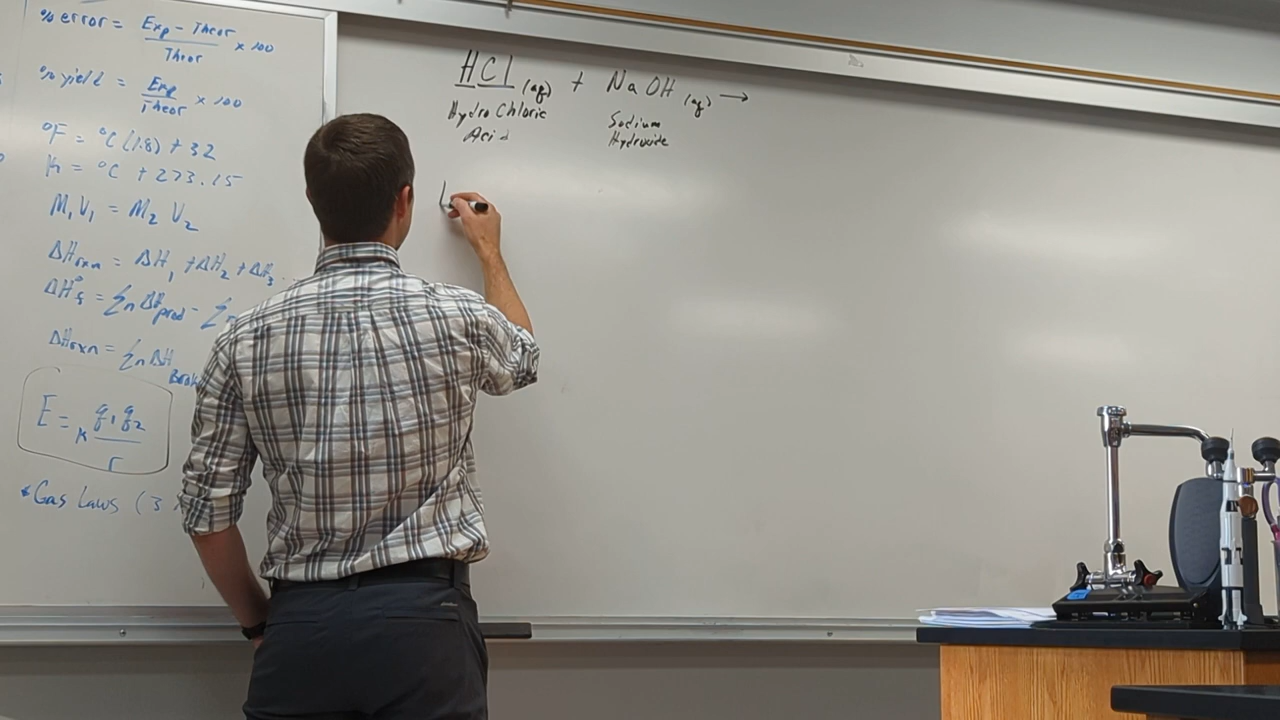 % error = Exp - Theor / Theor × 100
% yield = Exp / Theor × 100
°F = °C (1.8) + 32
K = °C + 273.15
M₁V₁ = M₂V₂
ΔHrxn = ΔH₁ + ΔH₂ + ΔH₃
ΔH°f = Σn ΔHprod - Σn
ΔHrxn = Σn ΔH
Brok
E = k q₁q₂ / r
*Gas Laws (3
HCl (aq) + NaOH (aq) →
Hydro Chloric
Acid
Sodium
Hydroxide